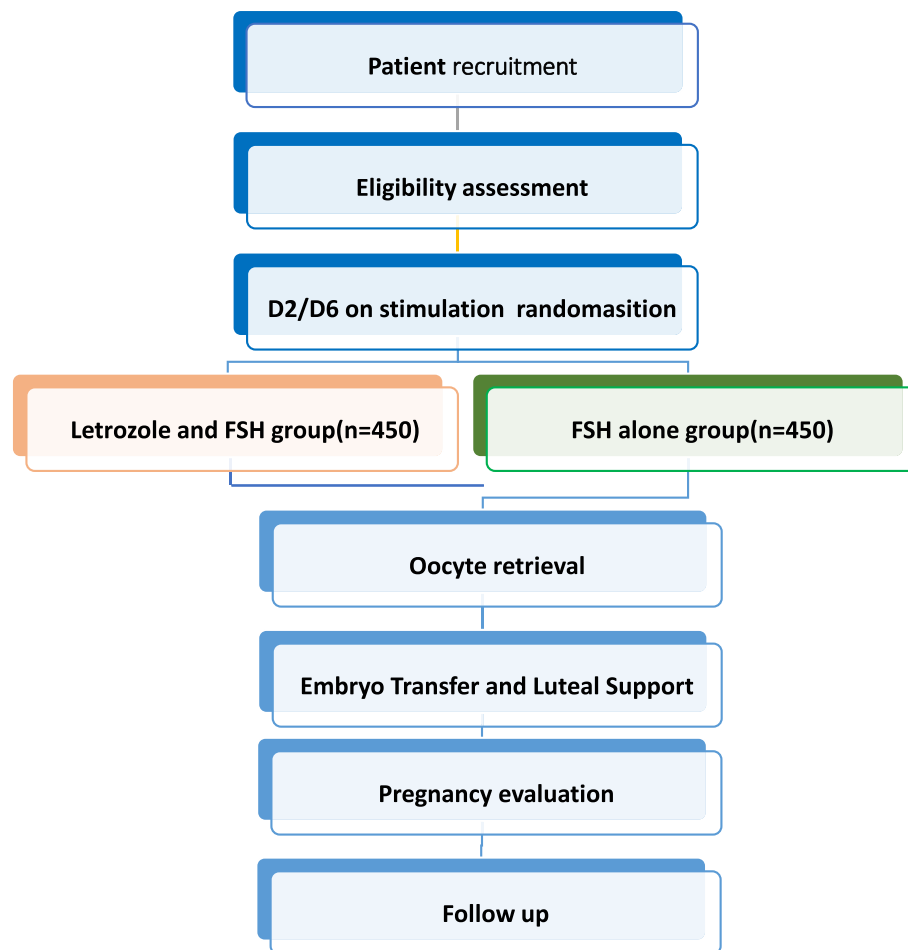 Patient recruitment
Eligibility assessment
D2/D6 on stimulation randomasition
Letrozole and FSH group(n=450)
FSH alone group(n=450)
Oocyte retrieval
Embryo Transfer and Luteal Support
Pregnancy evaluation
Follow up